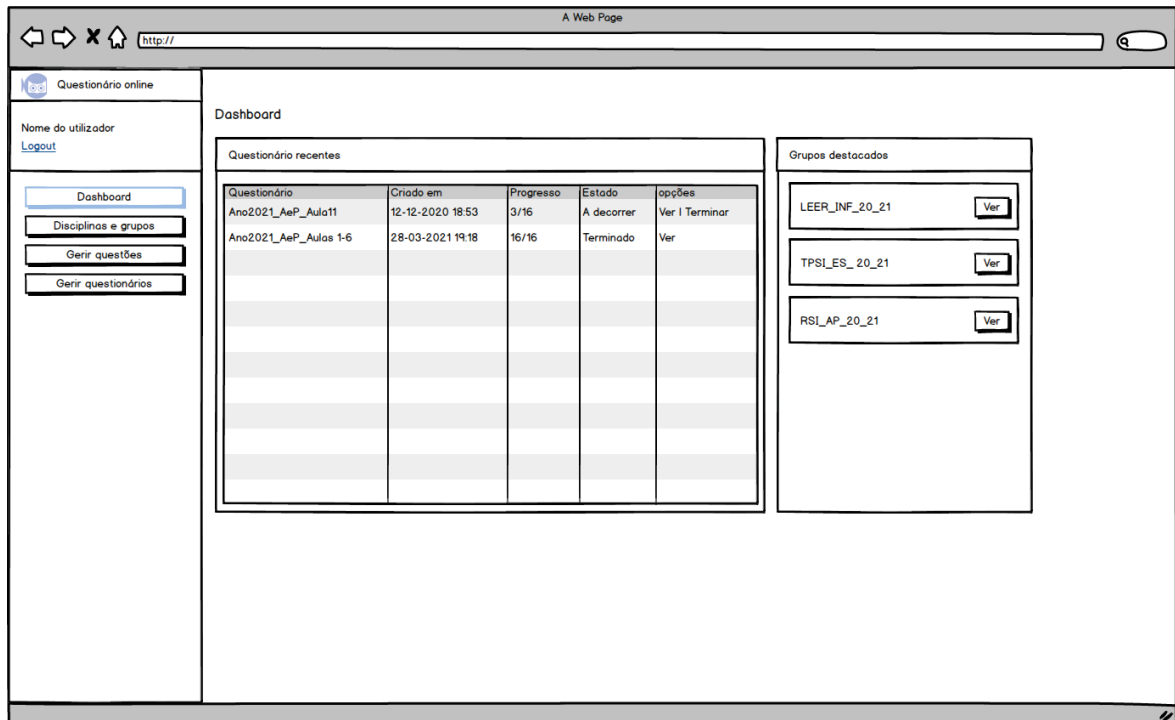 A Web Page
http://
Questionário online
Nome do utilizador
Logout
Dashboard
Disciplinas e grupos
Gerir questões
Gerir questionários
Dashboard
Questionário recentes
Questionário Criado em Progresso Estado opções
Ano2021_AeP_Aula11 12-12-2020 18:53 3/16 A decorrer Ver | Terminar
Ano2021_AeP_Aulas 1-6 28-03-2021 19:18 16/16 Terminado Ver
Grupos destacados
LEER_INF_20_21 Ver
TPSI_ES_ 20_21 Ver
RSI_AP_20_21 Ver